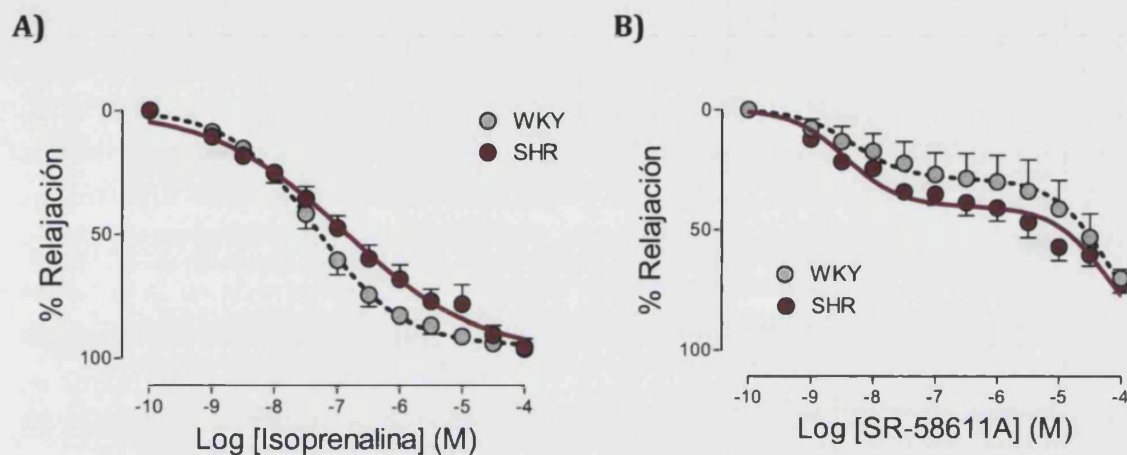 A)
0
50
100
% Relajación
WKY
SHR
-10 -9 -8 -7 -6 -5 -4
Log [Isoprenalina] (M)
B)
0
50
100
% Relajación
WKY
SHR
-10 -9 -8 -7 -6 -5 -4
Log [SR-58611A] (M)